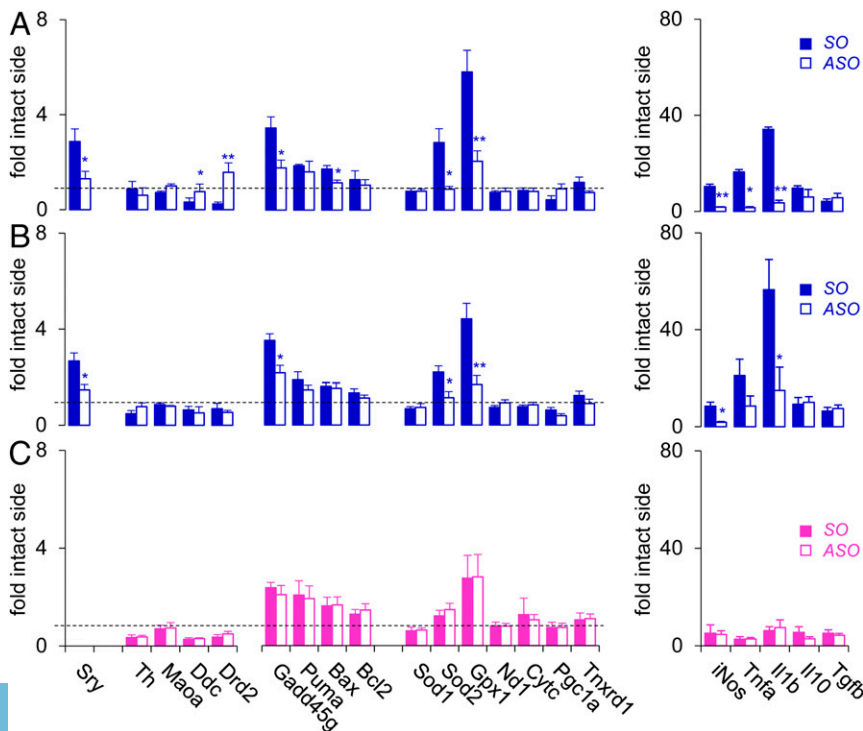 A
fold intact side
8
4
0
*
*
**
*
*
*
**
fold intact side
80
40
0
SO
ASO
**
*
**
B
fold intact side
8
4
0
*
*
*
**
fold intact side
80
40
0
SO
ASO
*
*
C
fold intact side
8
4
0
Sry
Th
Maoa
Ddc
Drd2
Gadd45g
Puma
Bax
Bcl2
Sod1
Sod2
Gpx1
Nd1
Cytc
Pgc1a
Tnxrd1
fold intact side
80
40
0
SO
ASO
iNos
Tnfa
Il1b
Il10
Tgfb